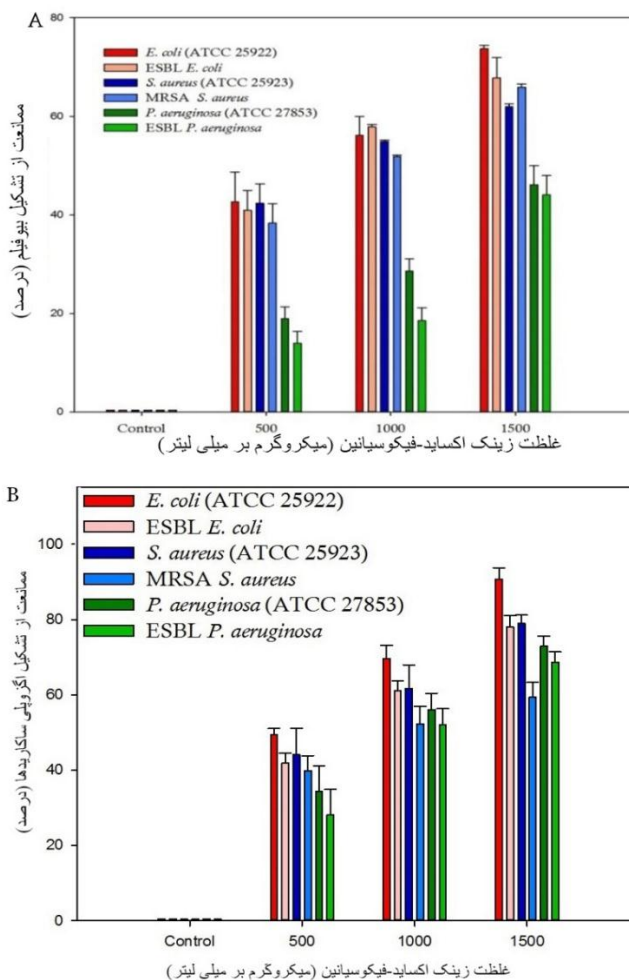 A
80
60
40
20
0
E. coli (ATCC 25922)
ESBL E. coli
S. aureus (ATCC 25923)
MRSA S. aureus
P. aeruginosa (ATCC 27853)
ESBL P. aeruginosa
ممانعت از تشکیل بیوفیلم (درصد)
Control
500
1000
1500
غلظت زینک اکساید-فیکوسیانین (میکروگرم بر میلی لیتر)
B
100
80
60
40
20
0
E. coli (ATCC 25922)
ESBL E. coli
S. aureus (ATCC 25923)
MRSA S. aureus
P. aeruginosa (ATCC 27853)
ESBL P. aeruginosa
ممانعت از تشکیل اگزوپلی ساکاریدها (درصد)
Control
500
1000
1500
غلظت زینک اکساید-فیکوسیانین (میکروگرم بر میلی لیتر)